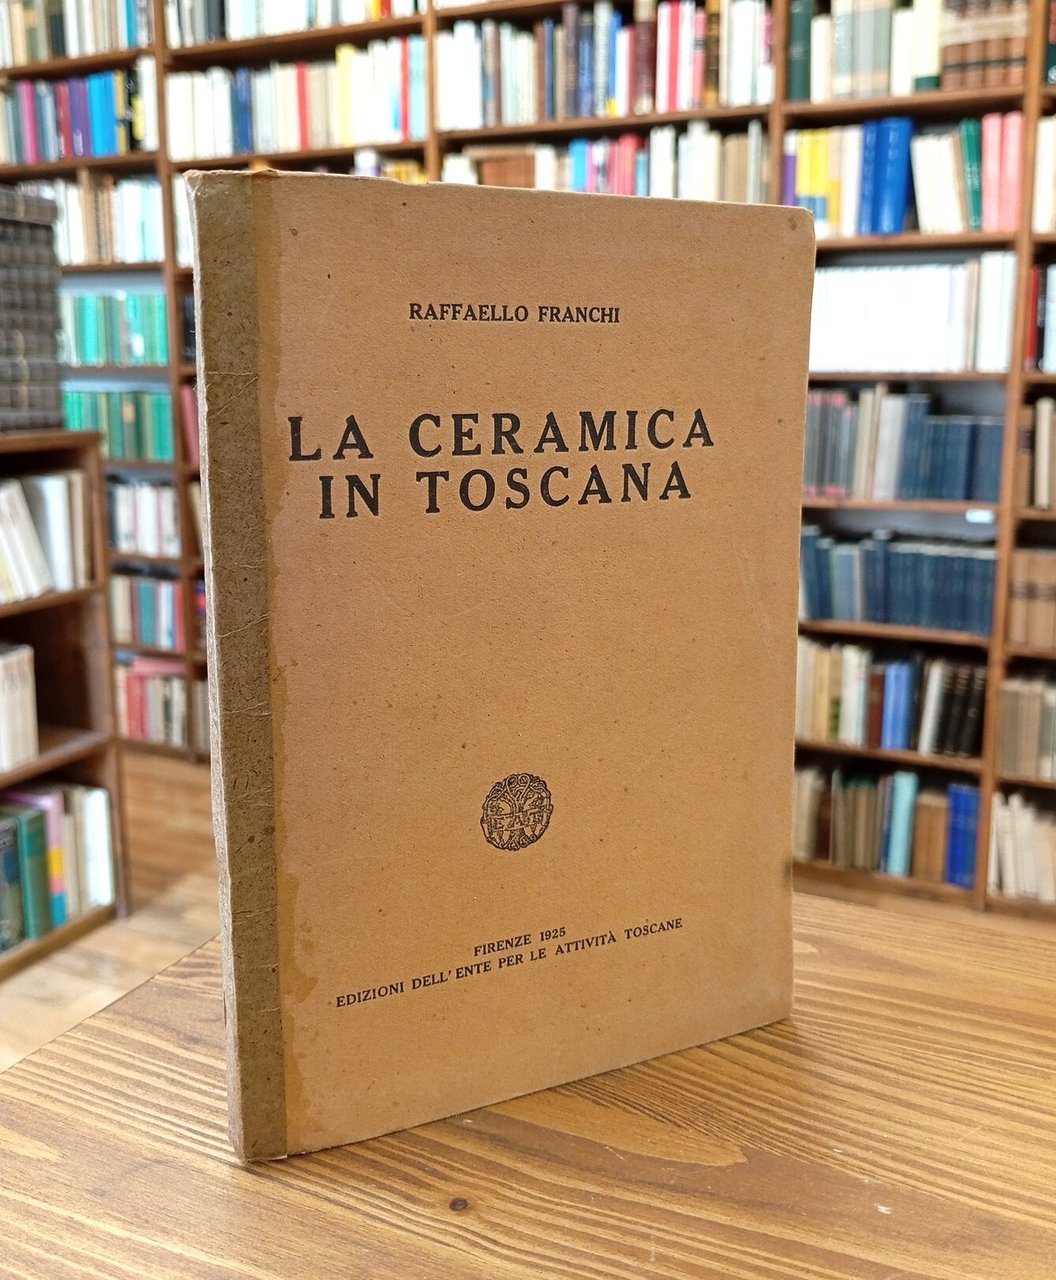 RAFFAELLO FRANCHI
LA CERAMICA
IN TOSCANA
E.A.T.
FIRENZE 1925
EDIZIONI DELL'ENTE PER LE ATTIVITÀ TOSCANE